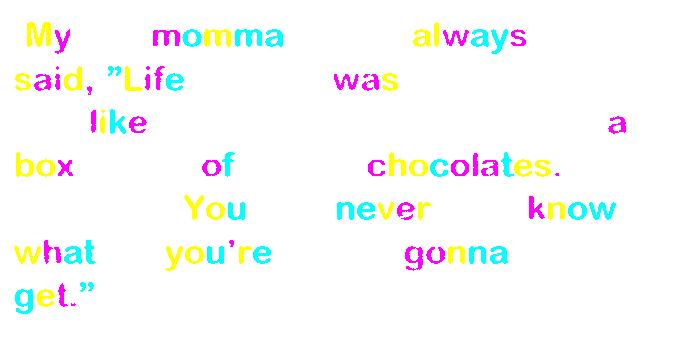 My momma always
said, ”Life was
like a
box of chocolates.
You never know
what you’re gonna
get.”